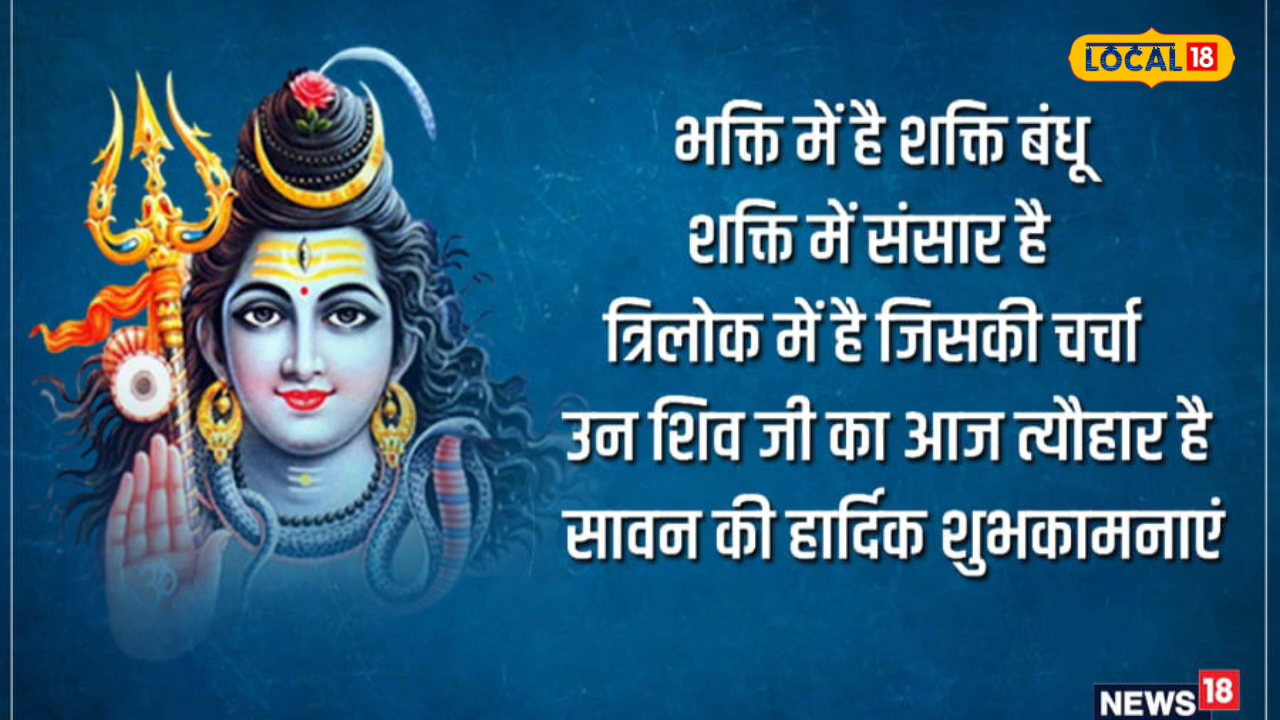 LOCAL 18
भक्ति में है शक्ति बंधू
शक्ति में संसार है
त्रिलोक में है जिसकी चर्चा
उन शिव जी का आज त्यौहार है
सावन की हार्दिक शुभकामनाएं
NEWS 18